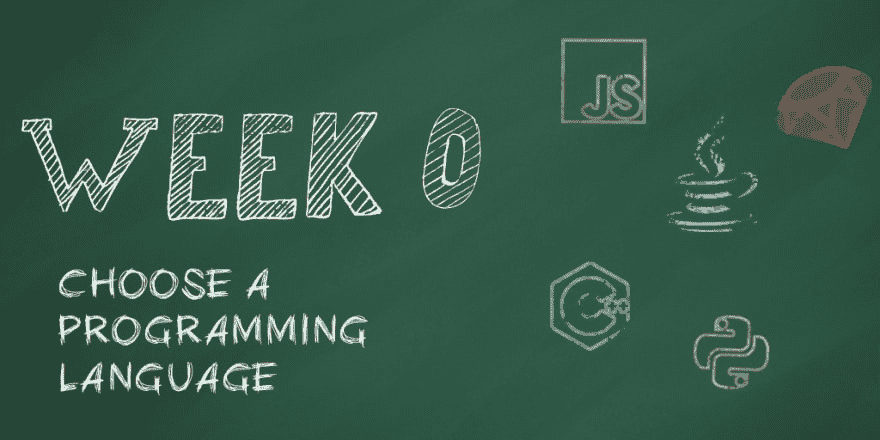 WEEK 0
CHOOSE A
PROGRAMMING
LANGUAGE
JS
C++